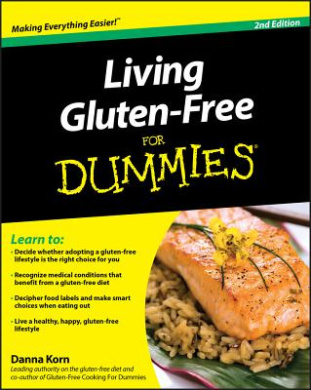 Making Everything Easier!™
2nd Edition
Living
Gluten-Free
FOR
DUMMIES®
Learn to:
• Decide whether adopting a gluten-free
lifestyle is the right choice for you
• Recognize medical conditions that
benefit from a gluten-free diet
• Decipher food labels and make smart
choices when eating out
• Live a healthy, happy, gluten-free
lifestyle
Danna Korn
Leading authority on the gluten-free diet and
co-author of Gluten-Free Cooking For Dummies